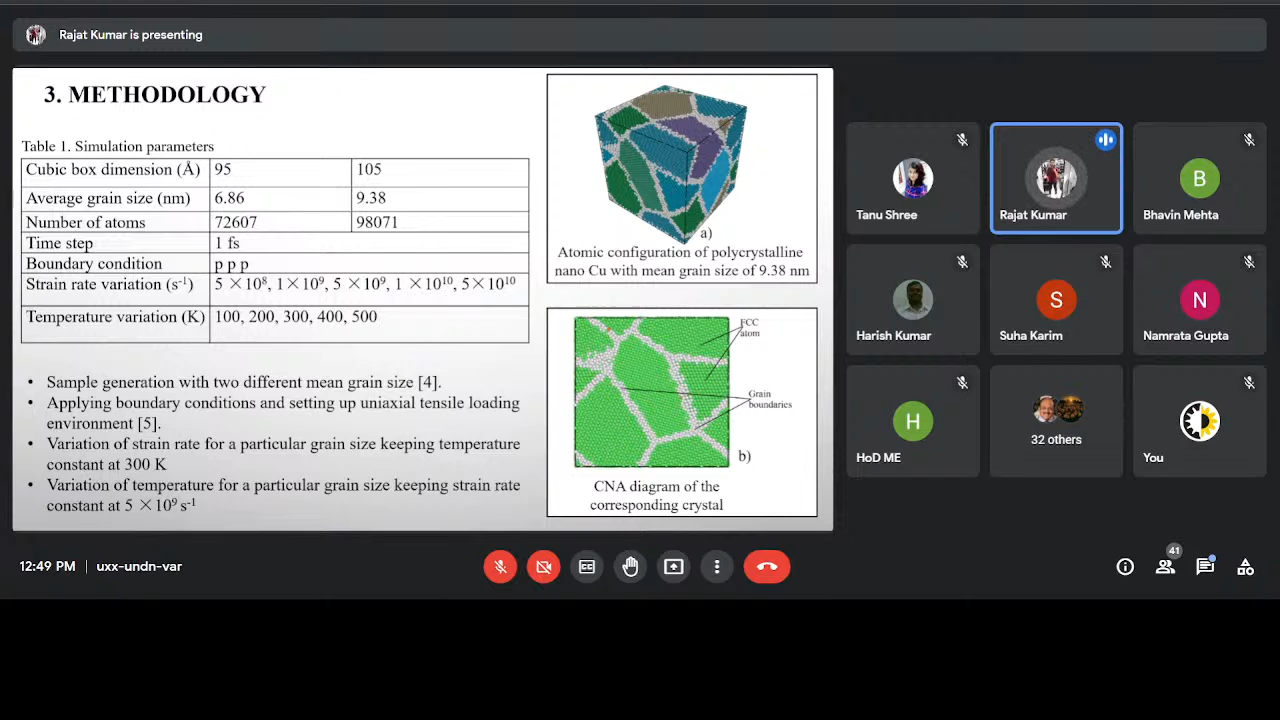 Rajat Kumar is presenting
3. METHODOLOGY
Table 1. Simulation parameters
Cubic box dimension (Å) 95 105
Average grain size (nm) 6.86 9.38
Number of atoms 72607 98071
Time step 1 fs
Boundary condition p p p
Strain rate variation (s⁻¹) 5 ×10⁸, 1×10⁹, 5 ×10⁹, 1 ×10¹⁰, 5×10¹⁰
Temperature variation (K) 100, 200, 300, 400, 500
• Sample generation with two different mean grain size [4].
• Applying boundary conditions and setting up uniaxial tensile loading
environment [5].
• Variation of strain rate for a particular grain size keeping temperature
constant at 300 K
• Variation of temperature for a particular grain size keeping strain rate
constant at 5 ×10⁹ s⁻¹
a)
Atomic configuration of polycrystalline
nano Cu with mean grain size of 9.38 nm
FCC
atom
Grain
boundaries
b)
CNA diagram of the
corresponding crystal
Tanu Shree
Rajat Kumar
B
Bhavin Mehta
Harish Kumar
S
Suha Karim
N
Namrata Gupta
H
HoD ME
32 others
You
12:49 PM | uxx-undn-var
41